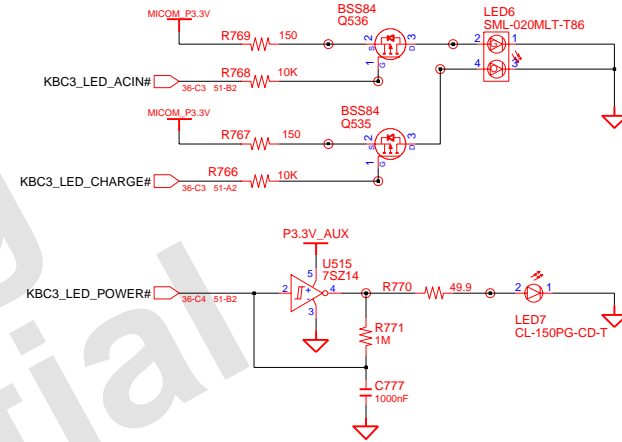 BSS84
Q536
LED6
SML-020MLT-T86
MICOM_P3.3V
R769 150
2 S D 3
G
1
2 G 1
4 3
KBC3_LED_ACIN#
36-C3 51-B2
R768 10K
MICOM_P3.3V
BSS84
Q535
R767 150
2 S D 3
G
1
KBC3_LED_CHARGE#
36-C3 51-A2
R766 10K
P3.3V_AUX
U515
7SZ14
5
2 + - 4
3
KBC3_LED_POWER#
36-C4 51-B2
R770 49.9
2 1
LED7
CL-150PG-CD-T
R771
1M
C777
1000nF